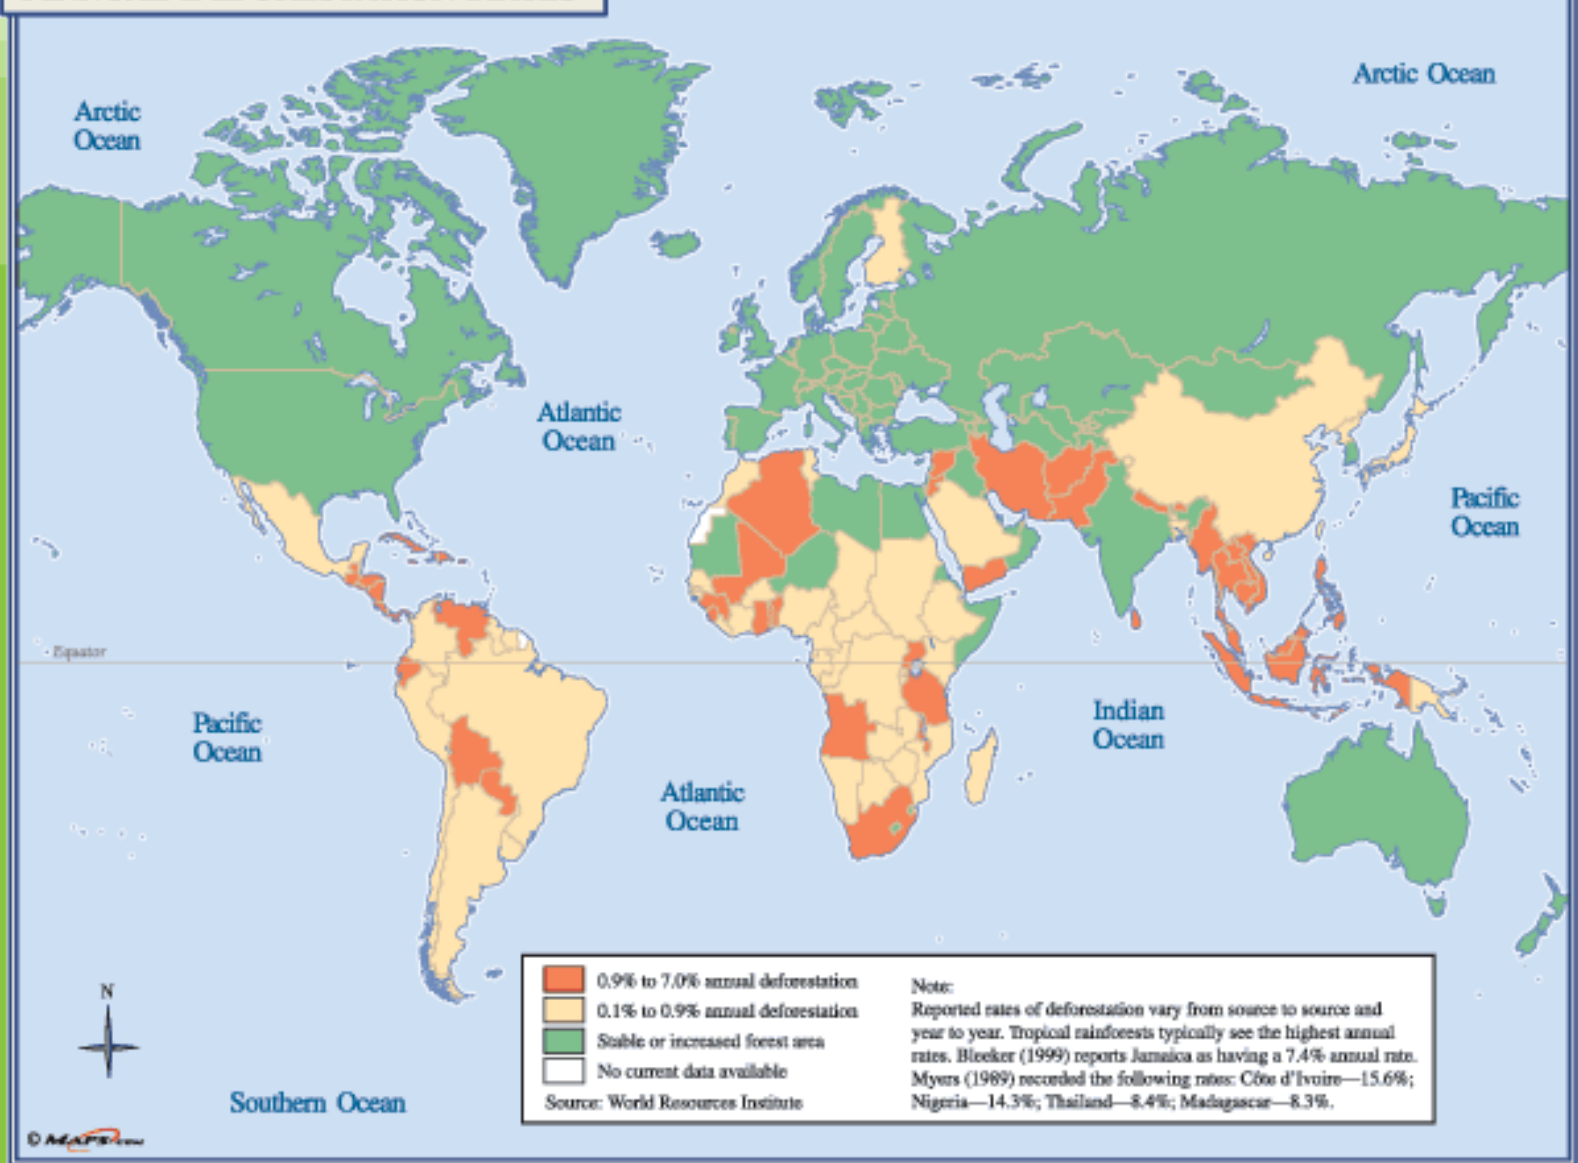 Arctic Ocean
Arctic
Ocean
Atlantic
Ocean
Pacific
Ocean
Equator
Pacific
Ocean
Indian
Ocean
Atlantic
Ocean
N
0.9% to 7.0% annual deforestation
0.1% to 0.9% annual deforestation
Stable or increased forest area
No current data available
Source: World Resources Institute
Note:
Reported rates of deforestation vary from source to source and
year to year. Tropical rainforests typically see the highest annual
rates. Bleeker (1999) reports Jamaica as having a 7.4% annual rate.
Myers (1989) recorded the following rates: Côte d'Ivoire—15.6%;
Nigeria—14.3%; Thailand—8.4%; Madagascar—8.3%.
Southern Ocean
© MAPS.com